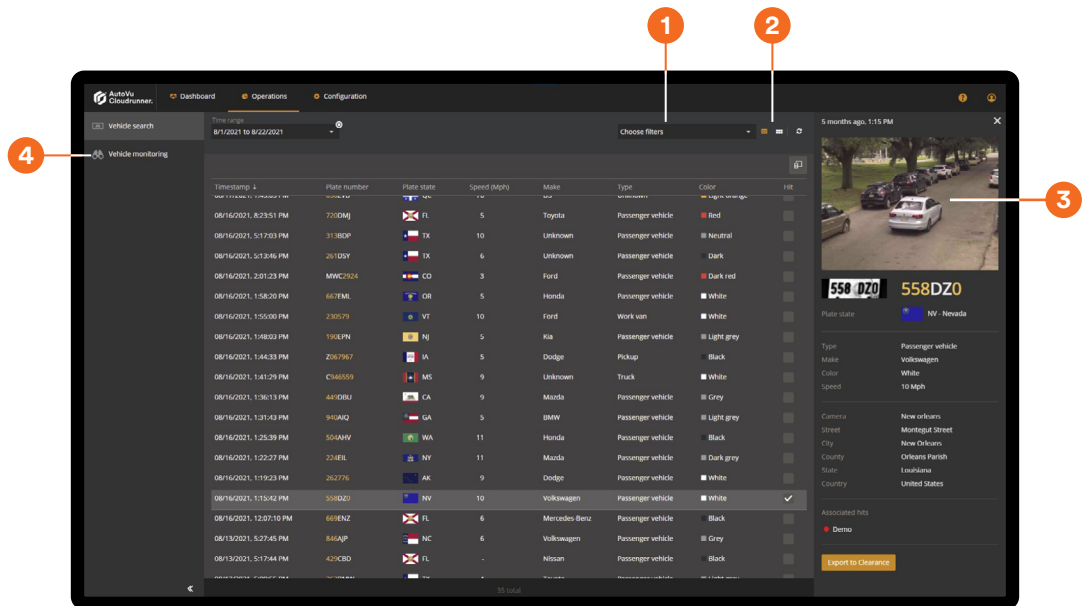 1
2
AutoVu
Cloudrunner.
Dashboard
Operations
Configuration
Vehicle search
Vehicle monitoring
4
Time range
8/1/2021 to 8/22/2021
Choose filters
Timestamp ↓ Plate number Plate state Speed (Mph) Make Type Color Hit
08/16/2021, 8:23:51 PM 720DMJ FL 5 Toyota Passenger vehicle Red
08/16/2021, 5:17:03 PM 313BDP TX 10 Unknown Passenger vehicle Neutral
08/16/2021, 5:13:46 PM 261DSY TX 6 Unknown Passenger vehicle Dark
08/16/2021, 2:01:23 PM MWC2924 CO 3 Ford Passenger vehicle Dark red
08/16/2021, 1:58:20 PM 667EML OR 5 Honda Passenger vehicle White
08/16/2021, 1:55:00 PM 230579 VT 10 Ford Work van White
08/16/2021, 1:48:03 PM 190EPN NJ 5 Kia Passenger vehicle Light grey
08/16/2021, 1:44:33 PM Z067967 IA 5 Dodge Pickup Black
08/16/2021, 1:41:29 PM C946559 MS 9 Unknown Truck White
08/16/2021, 1:36:13 PM 449DBU CA 9 Mazda Passenger vehicle Grey
08/16/2021, 1:31:43 PM 940AIQ GA 5 BMW Passenger vehicle Light grey
08/16/2021, 1:25:39 PM 504AHV WA 11 Honda Passenger vehicle Black
08/16/2021, 1:22:27 PM 224EIL NY 11 Mazda Passenger vehicle Dark grey
08/16/2021, 1:19:23 PM 262776 AK 9 Dodge Passenger vehicle White
08/16/2021, 1:15:42 PM 558DZ0 NV 10 Volkswagen Passenger vehicle White
08/16/2021, 12:07:10 PM 669ENZ FL 6 Mercedes-Benz Passenger vehicle Black
08/13/2021, 5:27:45 PM 846AJP NC 6 Volkswagen Passenger vehicle Grey
08/13/2021, 5:17:44 PM 429CBD FL - Nissan Passenger vehicle Black
35 total
5 months ago, 1:15 PM
3
558 DZ0 558DZ0
Plate state NV - Nevada
Type Passenger vehicle
Make Volkswagen
Color White
Speed 10 Mph
Camera New orleans
Street Montegut Street
City New Orleans
County Orleans Parish
State Louisiana
Country United States
Associated hits
Demo
Export to Clearance